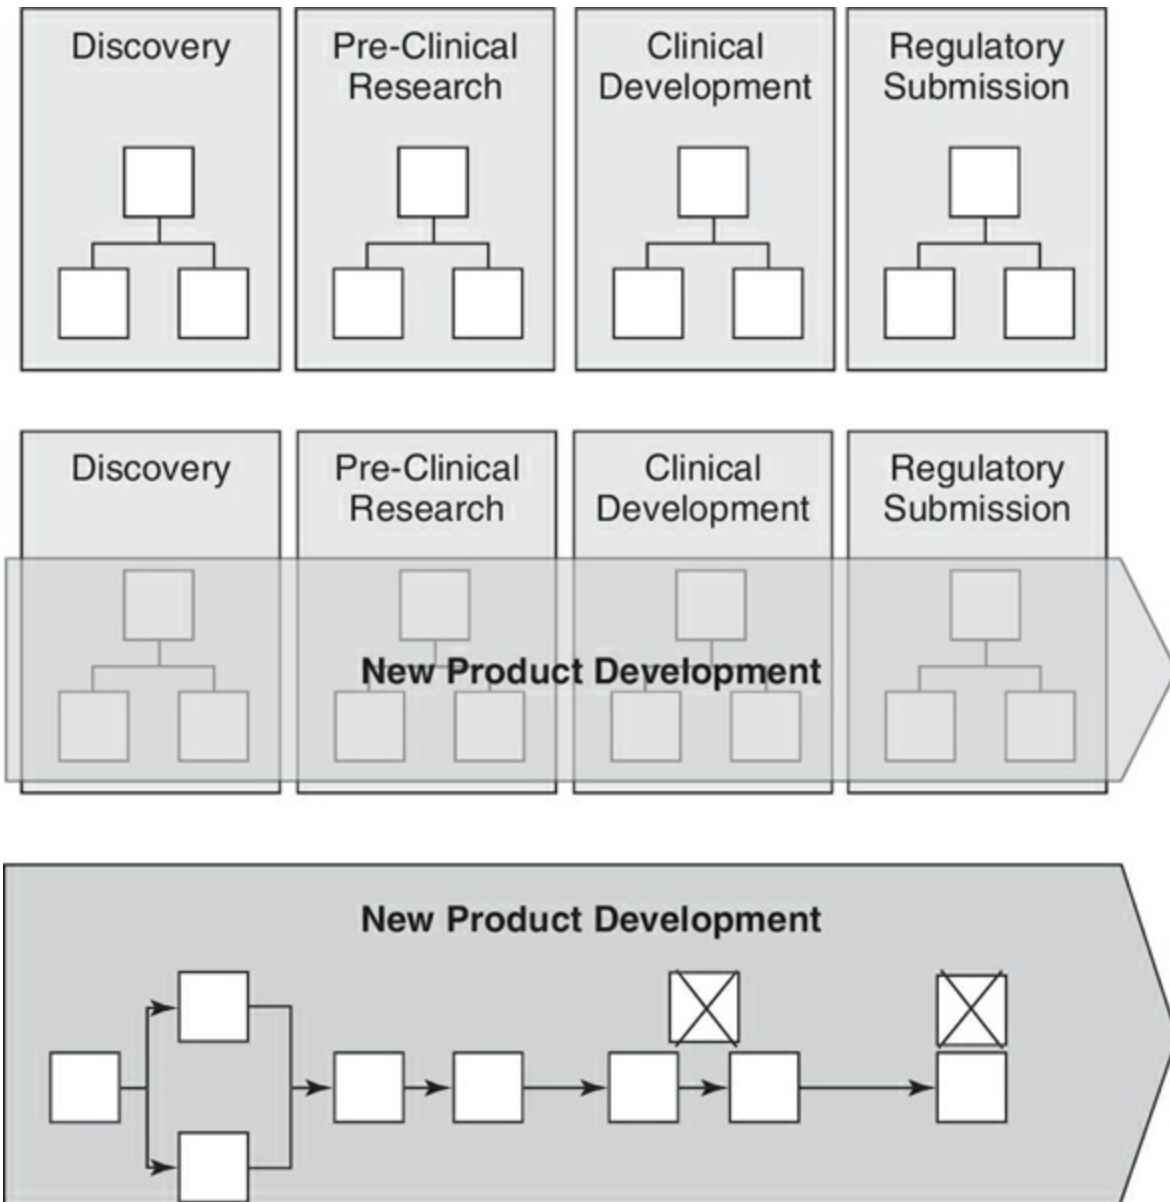 Discovery
Pre-Clinical
Research
Clinical
Development
Regulatory
Submission
Discovery
Pre-Clinical
Research
Clinical
Development
Regulatory
Submission
New Product Development
New Product Development